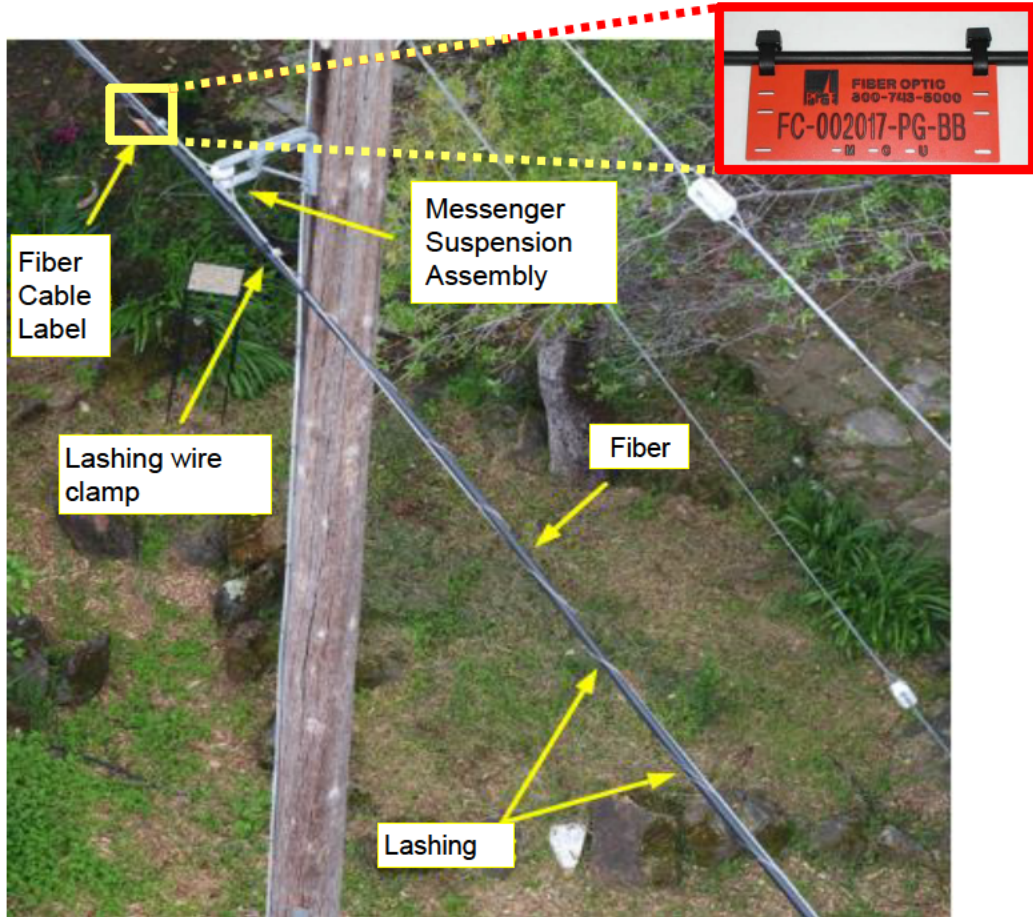 FIBER OPTIC
800-743-5000
FC-002017-PG-BB
M O U
Messenger
Suspension
Assembly
Fiber
Cable
Label
Lashing wire
clamp
Fiber
Lashing